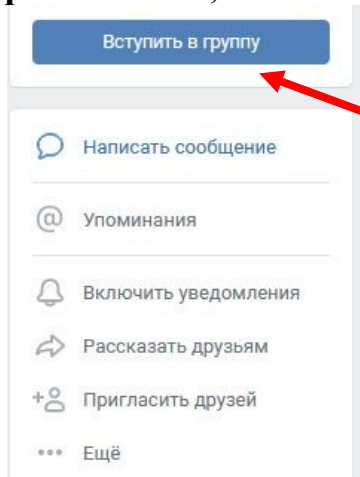 Вступить в группу
Написать сообщение
@ Упоминания
Включить уведомления
Рассказать друзьям
Пригласить друзей
Ещё